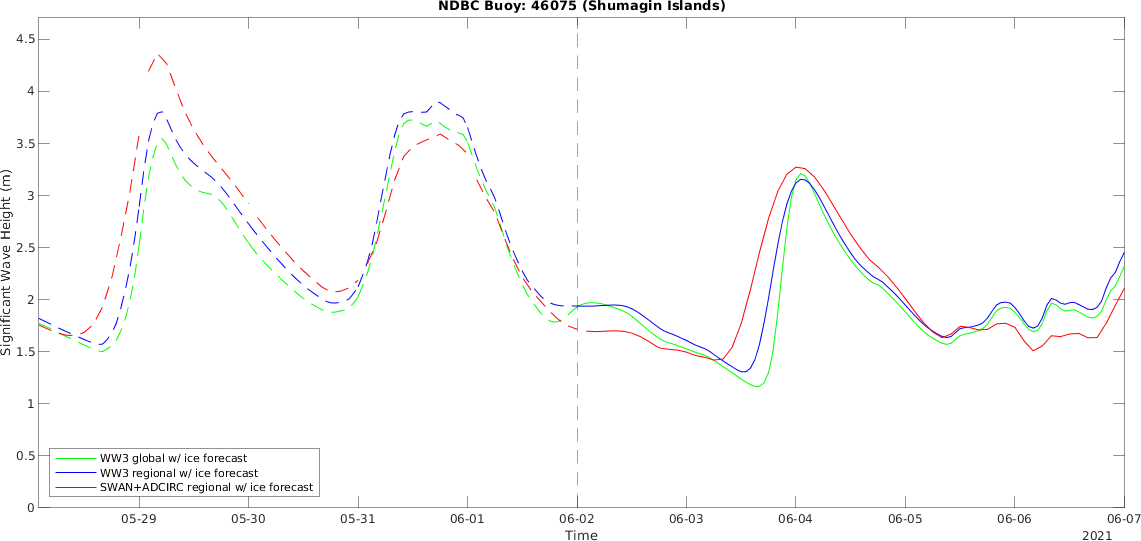 NDBC Buoy: 46075 (Shumagin Islands)
Significant Wave Height (m)
4.5
4
3.5
3
2.5
2
1.5
1
0.5
0
WW3 global w/ ice forecast
WW3 regional w/ ice forecast
SWAN+ADCIRC regional w/ ice forecast
05-29 05-30 05-31 06-01 06-02 06-03 06-04 06-05 06-06 06-07
Time
2021